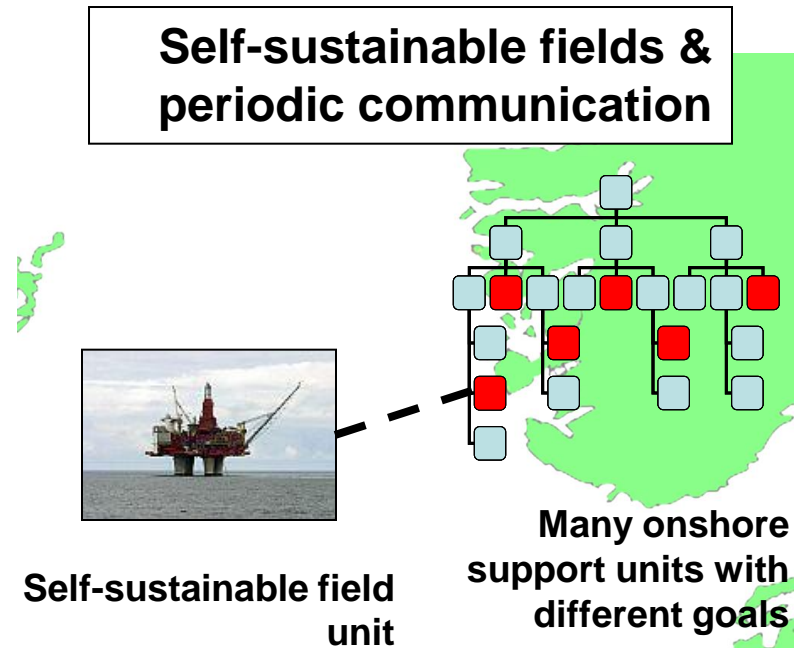 Self-sustainable fields &
periodic communication
Many onshore
support units with
different goals
Self-sustainable field
unit